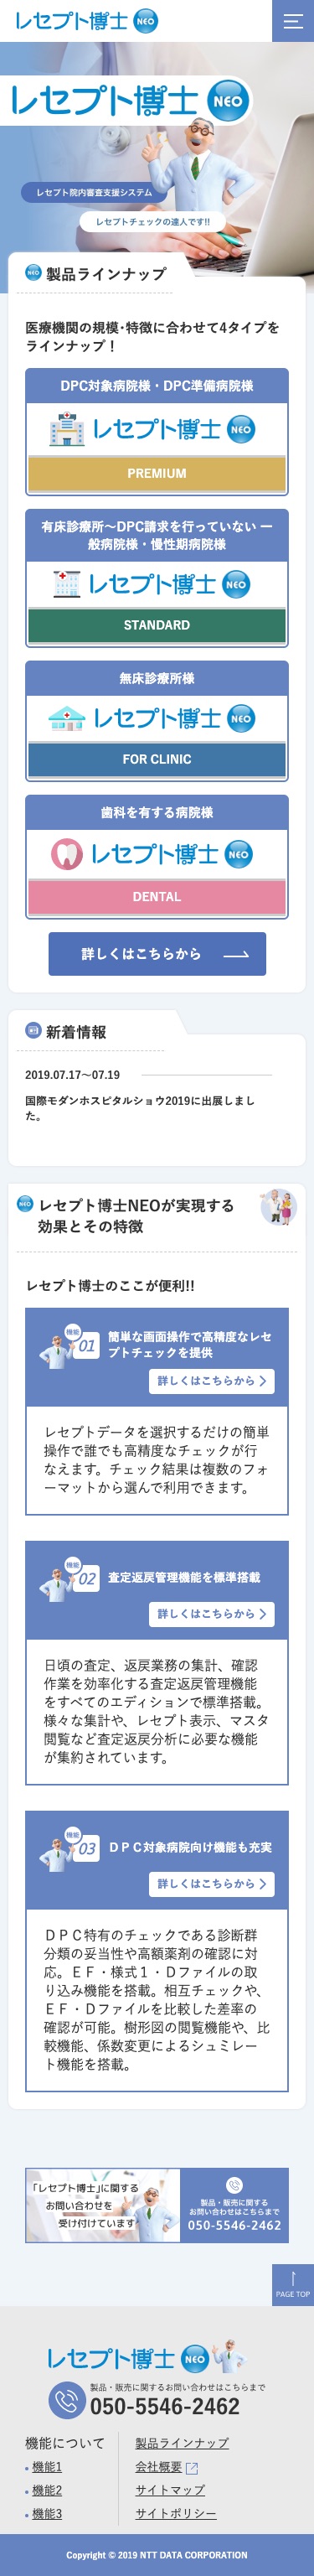 レセプト博士 NEO
レセプト博士 NEO
レセプト院内審査支援システム
レセプトチェックの達人です!!
NEO 製品ラインナップ
医療機関の規模･特徴に合わせて4タイプを
ラインナップ！
DPC対象病院様・DPC準備病院様
レセプト博士 NEO
PREMIUM
有床診療所～DPC請求を行っていない 一
般病院様・慢性期病院様
レセプト博士 NEO
STANDARD
無床診療所様
レセプト博士 NEO
FOR CLINIC
歯科を有する病院様
レセプト博士 NEO
DENTAL
詳しくはこちらから
新着情報
2019.07.17～07.19
国際モダンホスピタルショウ2019に出展しまし
た。
NEO レセプト博士NEOが実現する
効果とその特徴
レセプト博士のここが便利!!
機能
01
簡単な画面操作で高精度なレセ
プトチェックを提供
詳しくはこちらから
レセプトデータを選択するだけの簡単
操作で誰でも高精度なチェックが行
なえます。チェック結果は複数のフォ
ーマットから選んで利用できます。
機能
02
査定返戻管理機能を標準搭載
詳しくはこちらから
日頃の査定、返戻業務の集計、確認
作業を効率化する査定返戻管理機能
をすべてのエディションで標準搭載。
様々な集計や、レセプト表示、マスタ
閲覧など査定返戻分析に必要な機能
が集約されています。
機能
03
ＤＰＣ対象病院向け機能も充実
詳しくはこちらから
ＤＰＣ特有のチェックである診断群
分類の妥当性や高額薬剤の確認に対
応。ＥＦ・様式１・Ｄファイルの取
り込み機能を搭載。相互チェックや、
ＥＦ・Ｄファイルを比較した差率の
確認が可能。樹形図の閲覧機能や、比
較機能、係数変更によるシュミレー
ト機能を搭載。
｢レセプト博士｣に関する
お問い合わせを
受け付けています
製品・販売に関する
お問い合わせはこちらまで
050-5546-2462
PAGE TOP
レセプト博士 NEO
製品・販売に関するお問い合わせはこちらまで
050-5546-2462
機能について
機能1
機能2
機能3
製品ラインナップ
会社概要
サイトマップ
サイトポリシー
Copyright © 2019 NTT DATA CORPORATION